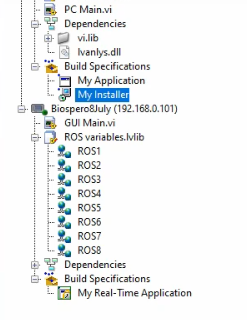 PC Main.vi
Dependencies
vi.lib
lvanlys.dll
Build Specifications
My Application
My Installer
Biospero8July (192.168.0.101)
GUI Main.vi
ROS variables.lvlib
ROS1
ROS2
ROS3
ROS4
ROS5
ROS6
ROS7
ROS8
Dependencies
Build Specifications
My Real-Time Application